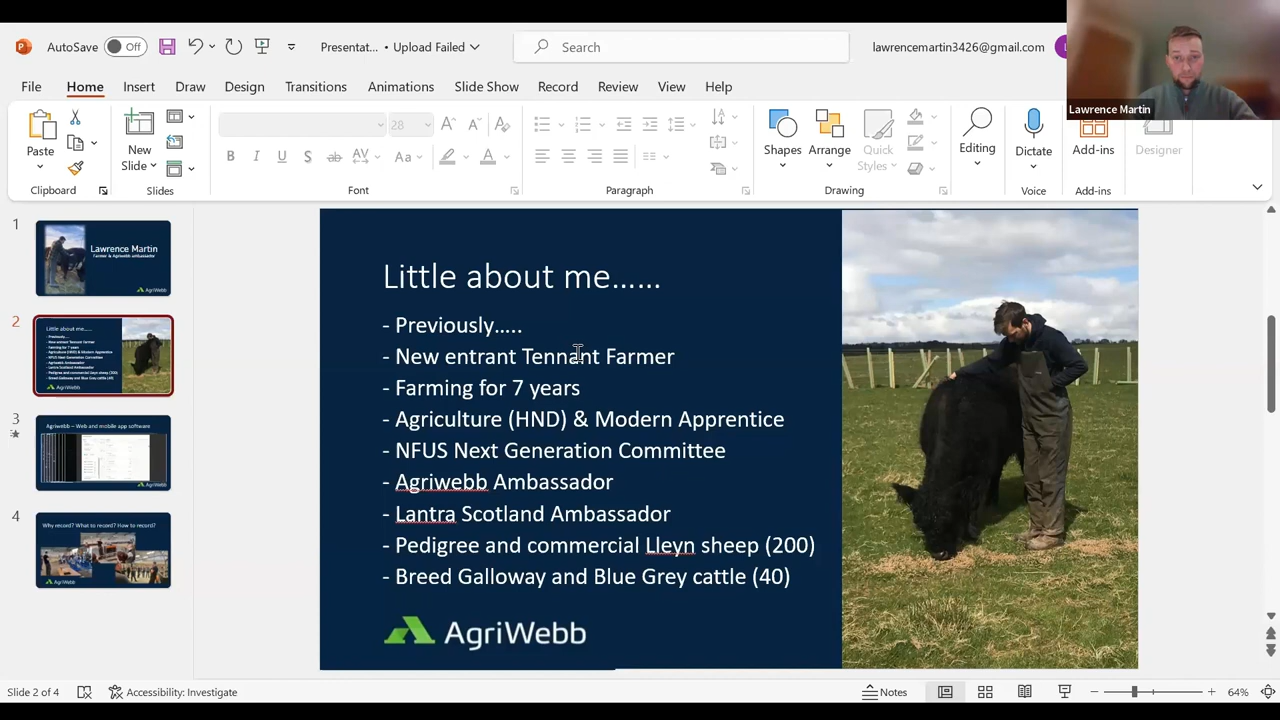 AutoSave Off Presentat... • Upload Failed Search lawrencemartin3426@gmail.com
File Home Insert Draw Design Transitions Animations Slide Show Record Review View Help
Lawrence Martin
28
Paste New Slide Shapes Arrange Quick Styles Editing Dictate Add-ins Designer
Clipboard Slides Font Paragraph Drawing Voice Add-ins
1
Lawrence Martin
Farmer & Agriwebb ambassador
AgriWebb
2
Little about me......
- Previously.....
- New entrant Tennant Farmer
- Farming for 7 years
- Agriculture (HND) & Modern Apprentice
- NFUS Next Generation Committee
- Agriwebb Ambassador
- Lantra Scotland Ambassador
- Pedigree and commercial Lleyn sheep (200)
- Breed Galloway and Blue Grey cattle (40)
AgriWebb
3
Agriwebb – Web and mobile app software
AgriWebb
4
Why record? What to record? How to record?
AgriWebb
Little about me......
- Previously.....
- New entrant Tennant Farmer
- Farming for 7 years
- Agriculture (HND) & Modern Apprentice
- NFUS Next Generation Committee
- Agriwebb Ambassador
- Lantra Scotland Ambassador
- Pedigree and commercial Lleyn sheep (200)
- Breed Galloway and Blue Grey cattle (40)
AgriWebb
Slide 2 of 4 Accessibility: Investigate Notes 64%